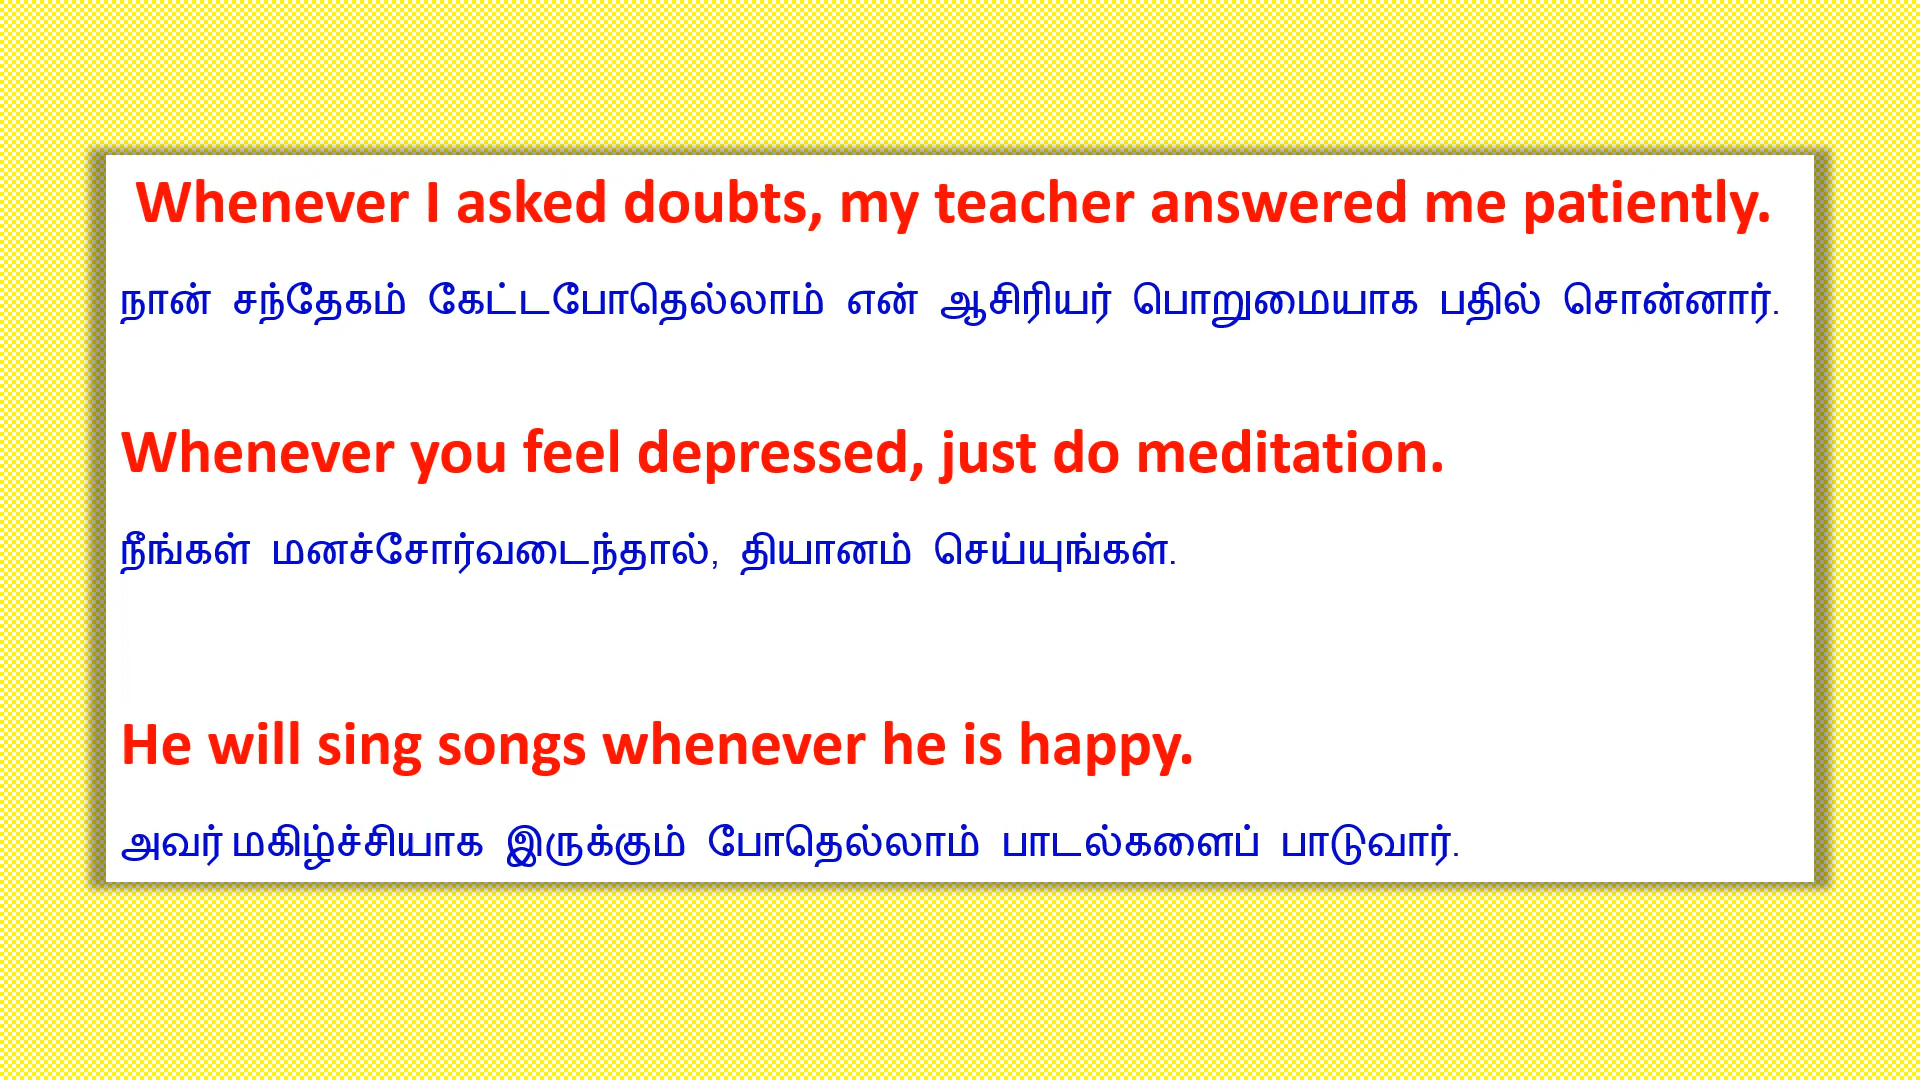 Whenever I asked doubts, my teacher answered me patiently.
நான் சந்தேகம் கேட்டபோதெல்லாம் என் ஆசிரியர் பொறுமையாக பதில் சொன்னார்.
Whenever you feel depressed, just do meditation.
நீங்கள் மனச்சோர்வடைந்தால், தியானம் செய்யுங்கள்.
He will sing songs whenever he is happy.
அவர் மகிழ்ச்சியாக இருக்கும் போதெல்லாம் பாடல்களைப் பாடுவார்.